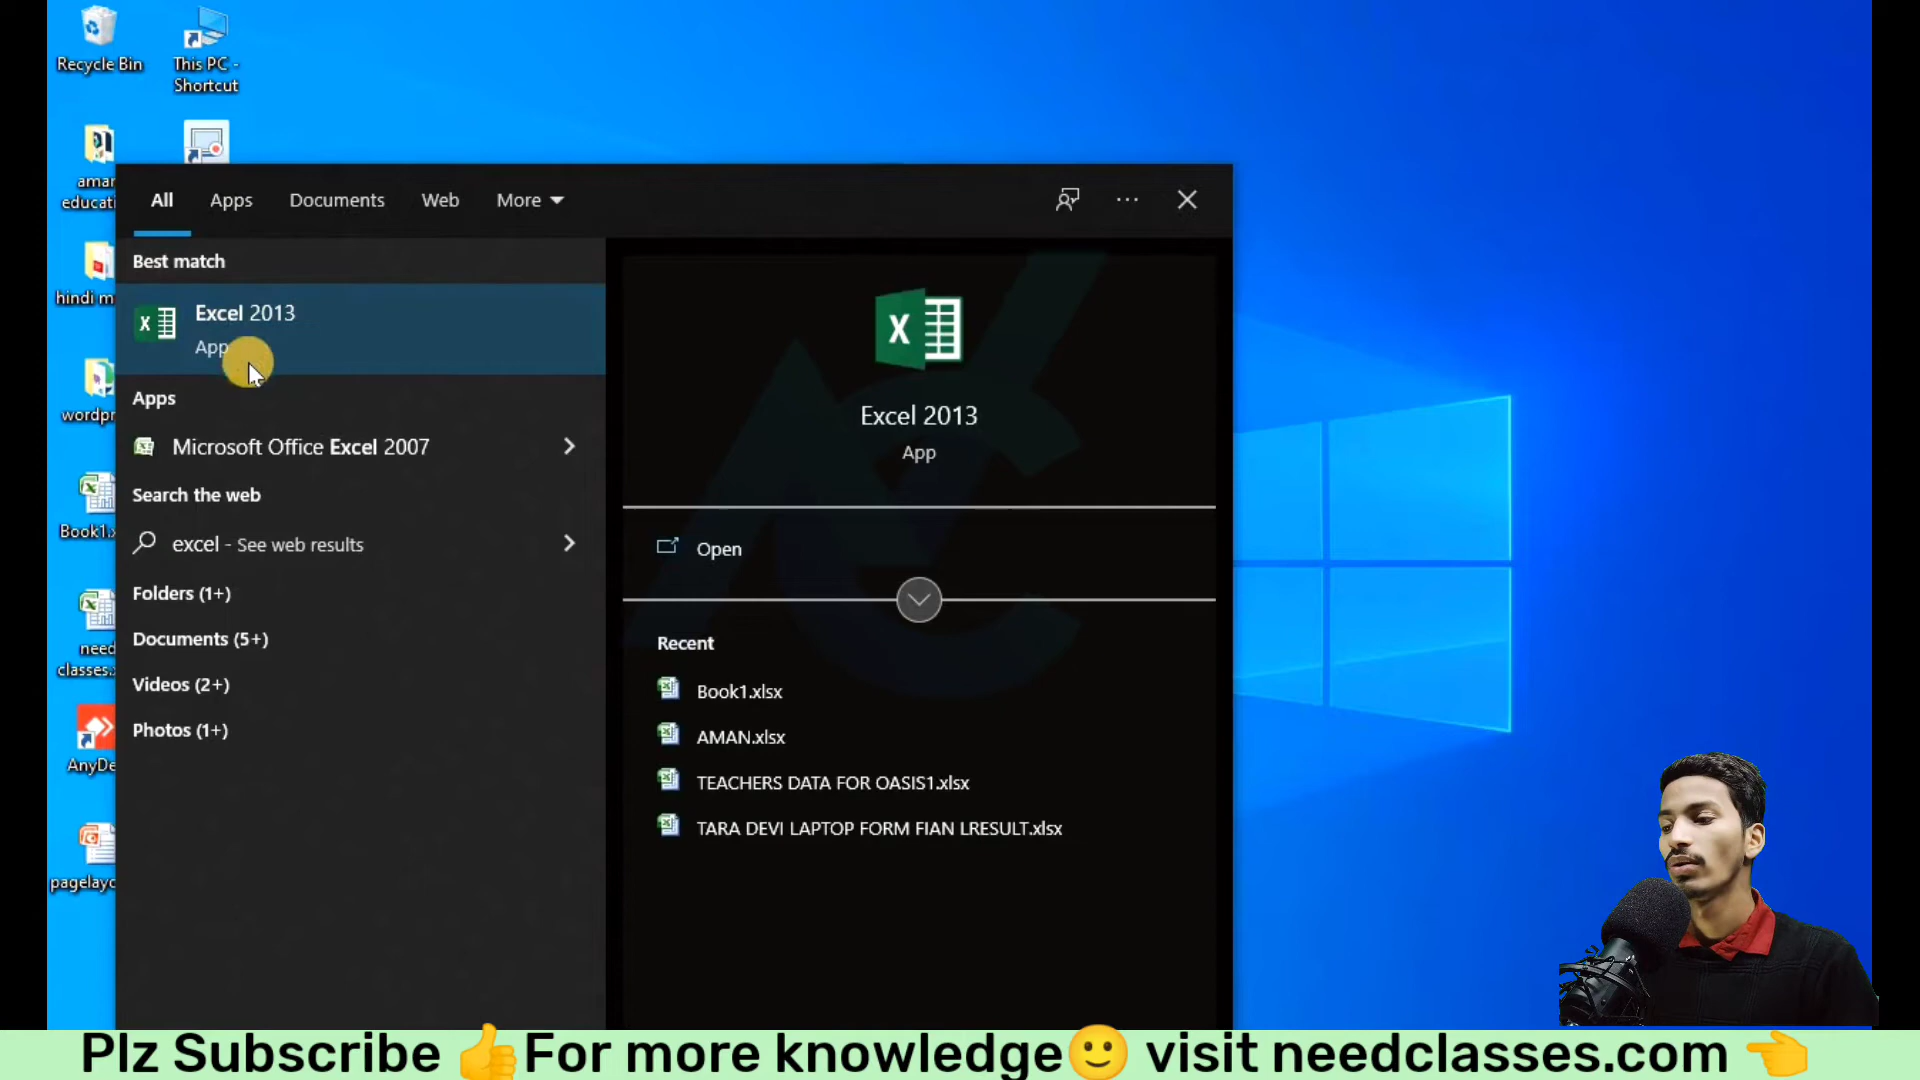 Recycle Bin
This PC -
Shortcut
educati
hindi m
wordpr
Book1.x
need
classes.x
AnyDe
pagelayo
All Apps Documents Web More
Best match
Excel 2013
App
Apps
Microsoft Office Excel 2007
Search the web
excel - See web results
Folders (1+)
Documents (5+)
Videos (2+)
Photos (1+)
Excel 2013
App
Open
Recent
Book1.xlsx
AMAN.xlsx
TEACHERS DATA FOR OASIS1.xlsx
TARA DEVI LAPTOP FORM FIAN LRESULT.xlsx
Plz Subscribe 👍For more knowledge🙂 visit needclasses.com 👈